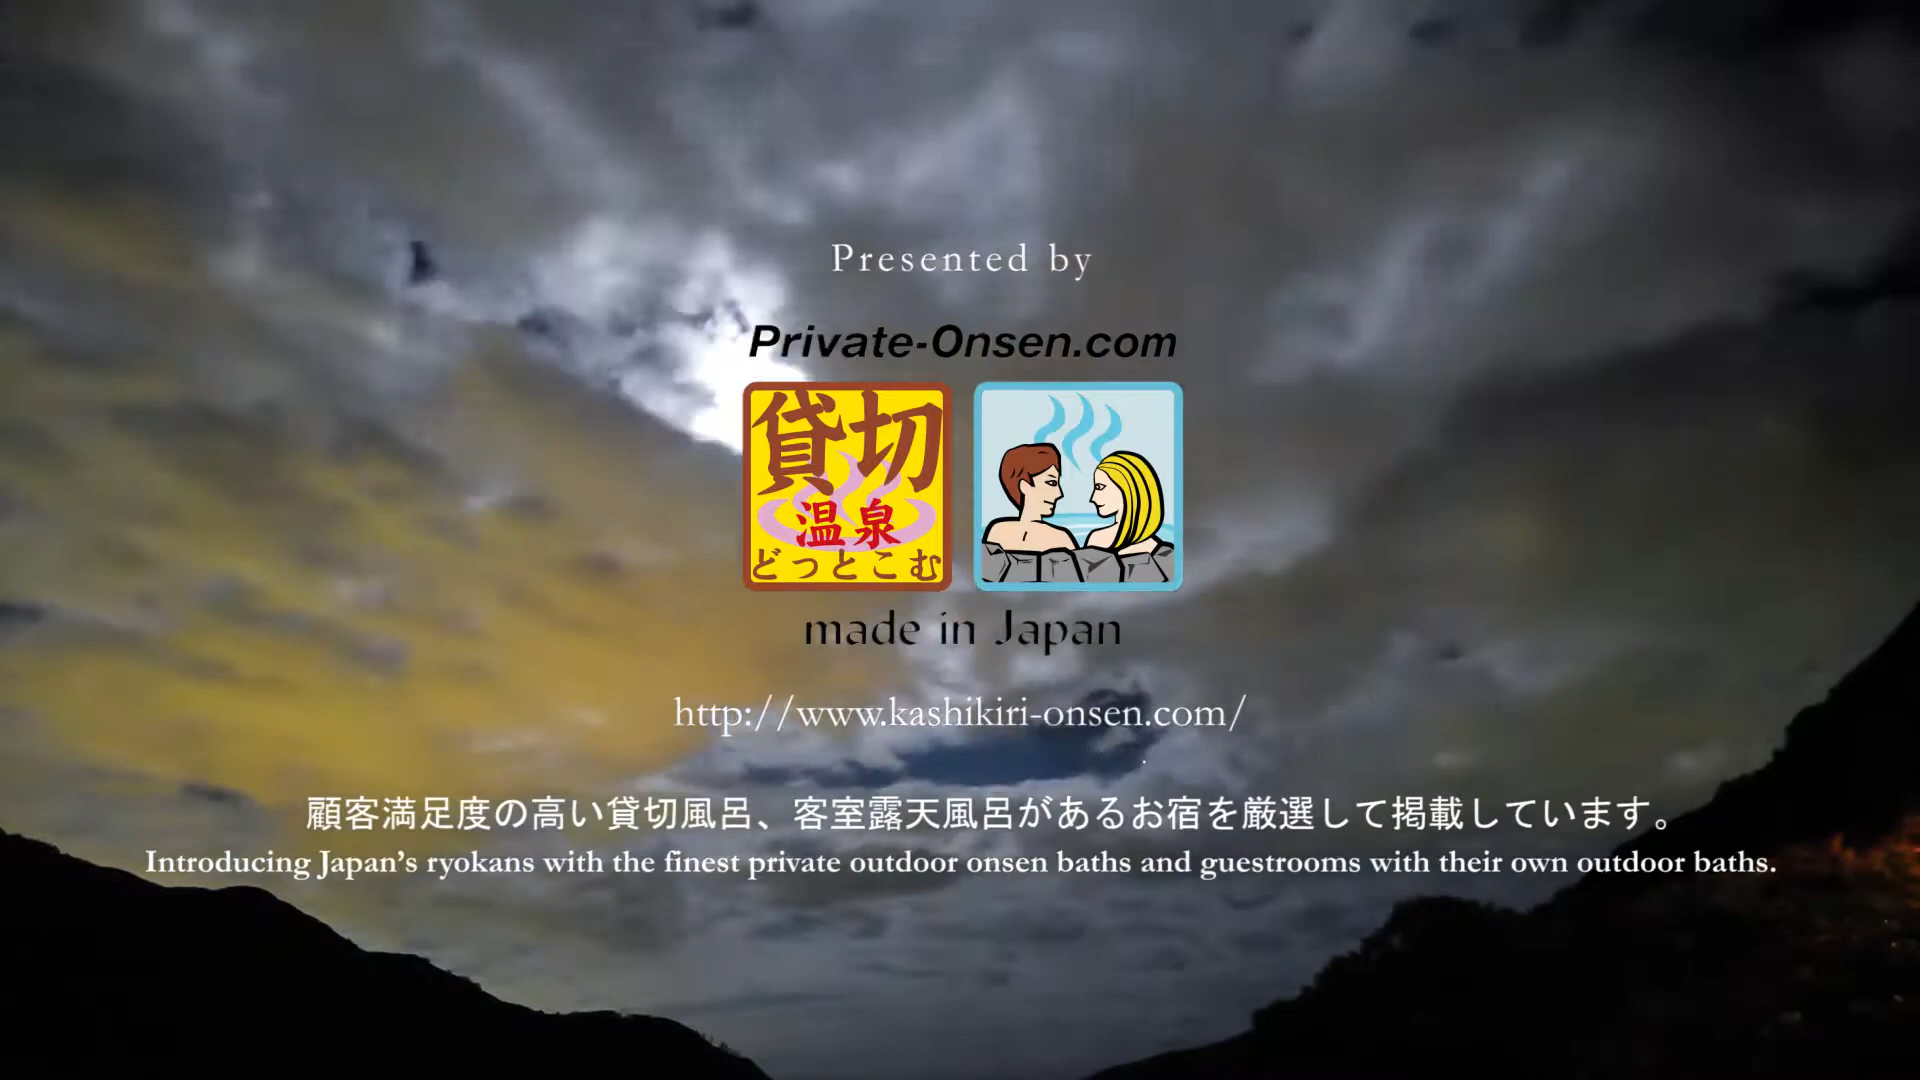 Presented by
Private-Onsen.com
貸切
温泉
どっとこむ
made in Japan
http://www.kashikiri-onsen.com/
顧客満足度の高い貸切風呂、客室露天風呂があるお宿を厳選して掲載しています。
Introducing Japan’s ryokans with the finest private outdoor onsen baths and guestrooms with their own outdoor baths.